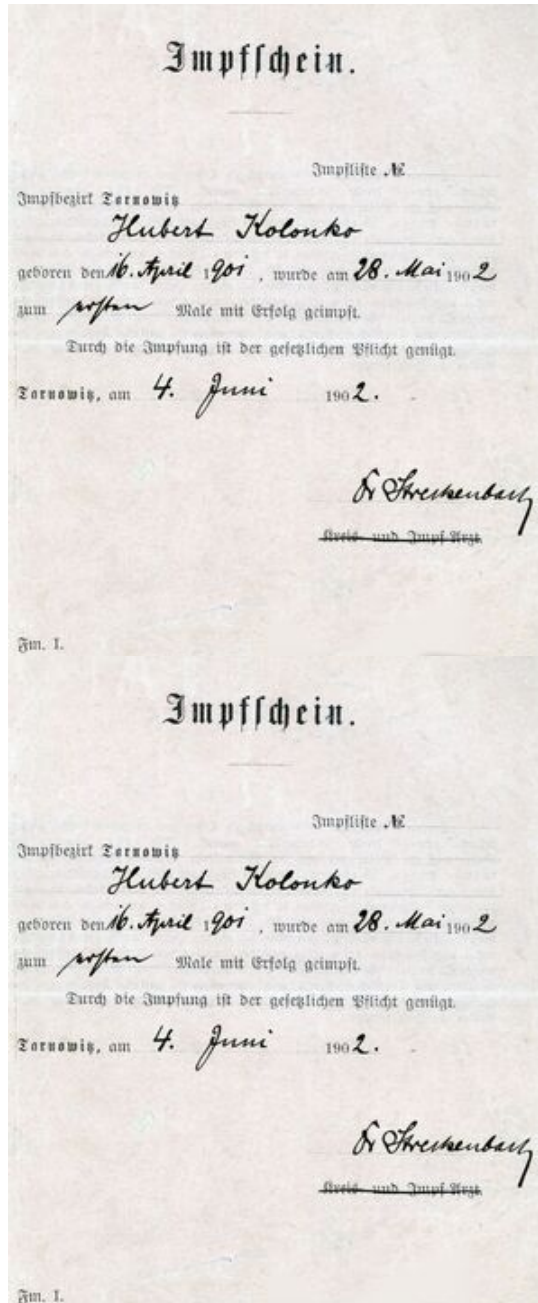 Impfschein.
Impfliste №
Impfbezirk Tarnowitz
Hubert Kolonko
geboren den 16. April 1901, wurde am 28. Mai 1902
zum ersten Male mit Erfolg geimpft.
Durch die Impfung ist der gesetzlichen Pflicht genügt.
Tarnowitz, am 4. Juni 1902.
Dr Streckenbach
Kreis- und Impf Arzt.
Fm. I.
Impfschein.
Impfliste №
Impfbezirk Tarnowitz
Hubert Kolonko
geboren den 16. April 1901, wurde am 28. Mai 1902
zum ersten Male mit Erfolg geimpft.
Durch die Impfung ist der gesetzlichen Pflicht genügt.
Tarnowitz, am 4. Juni 1902.
Dr Streckenbach
Kreis- und Impf Arzt.
Fm. I.